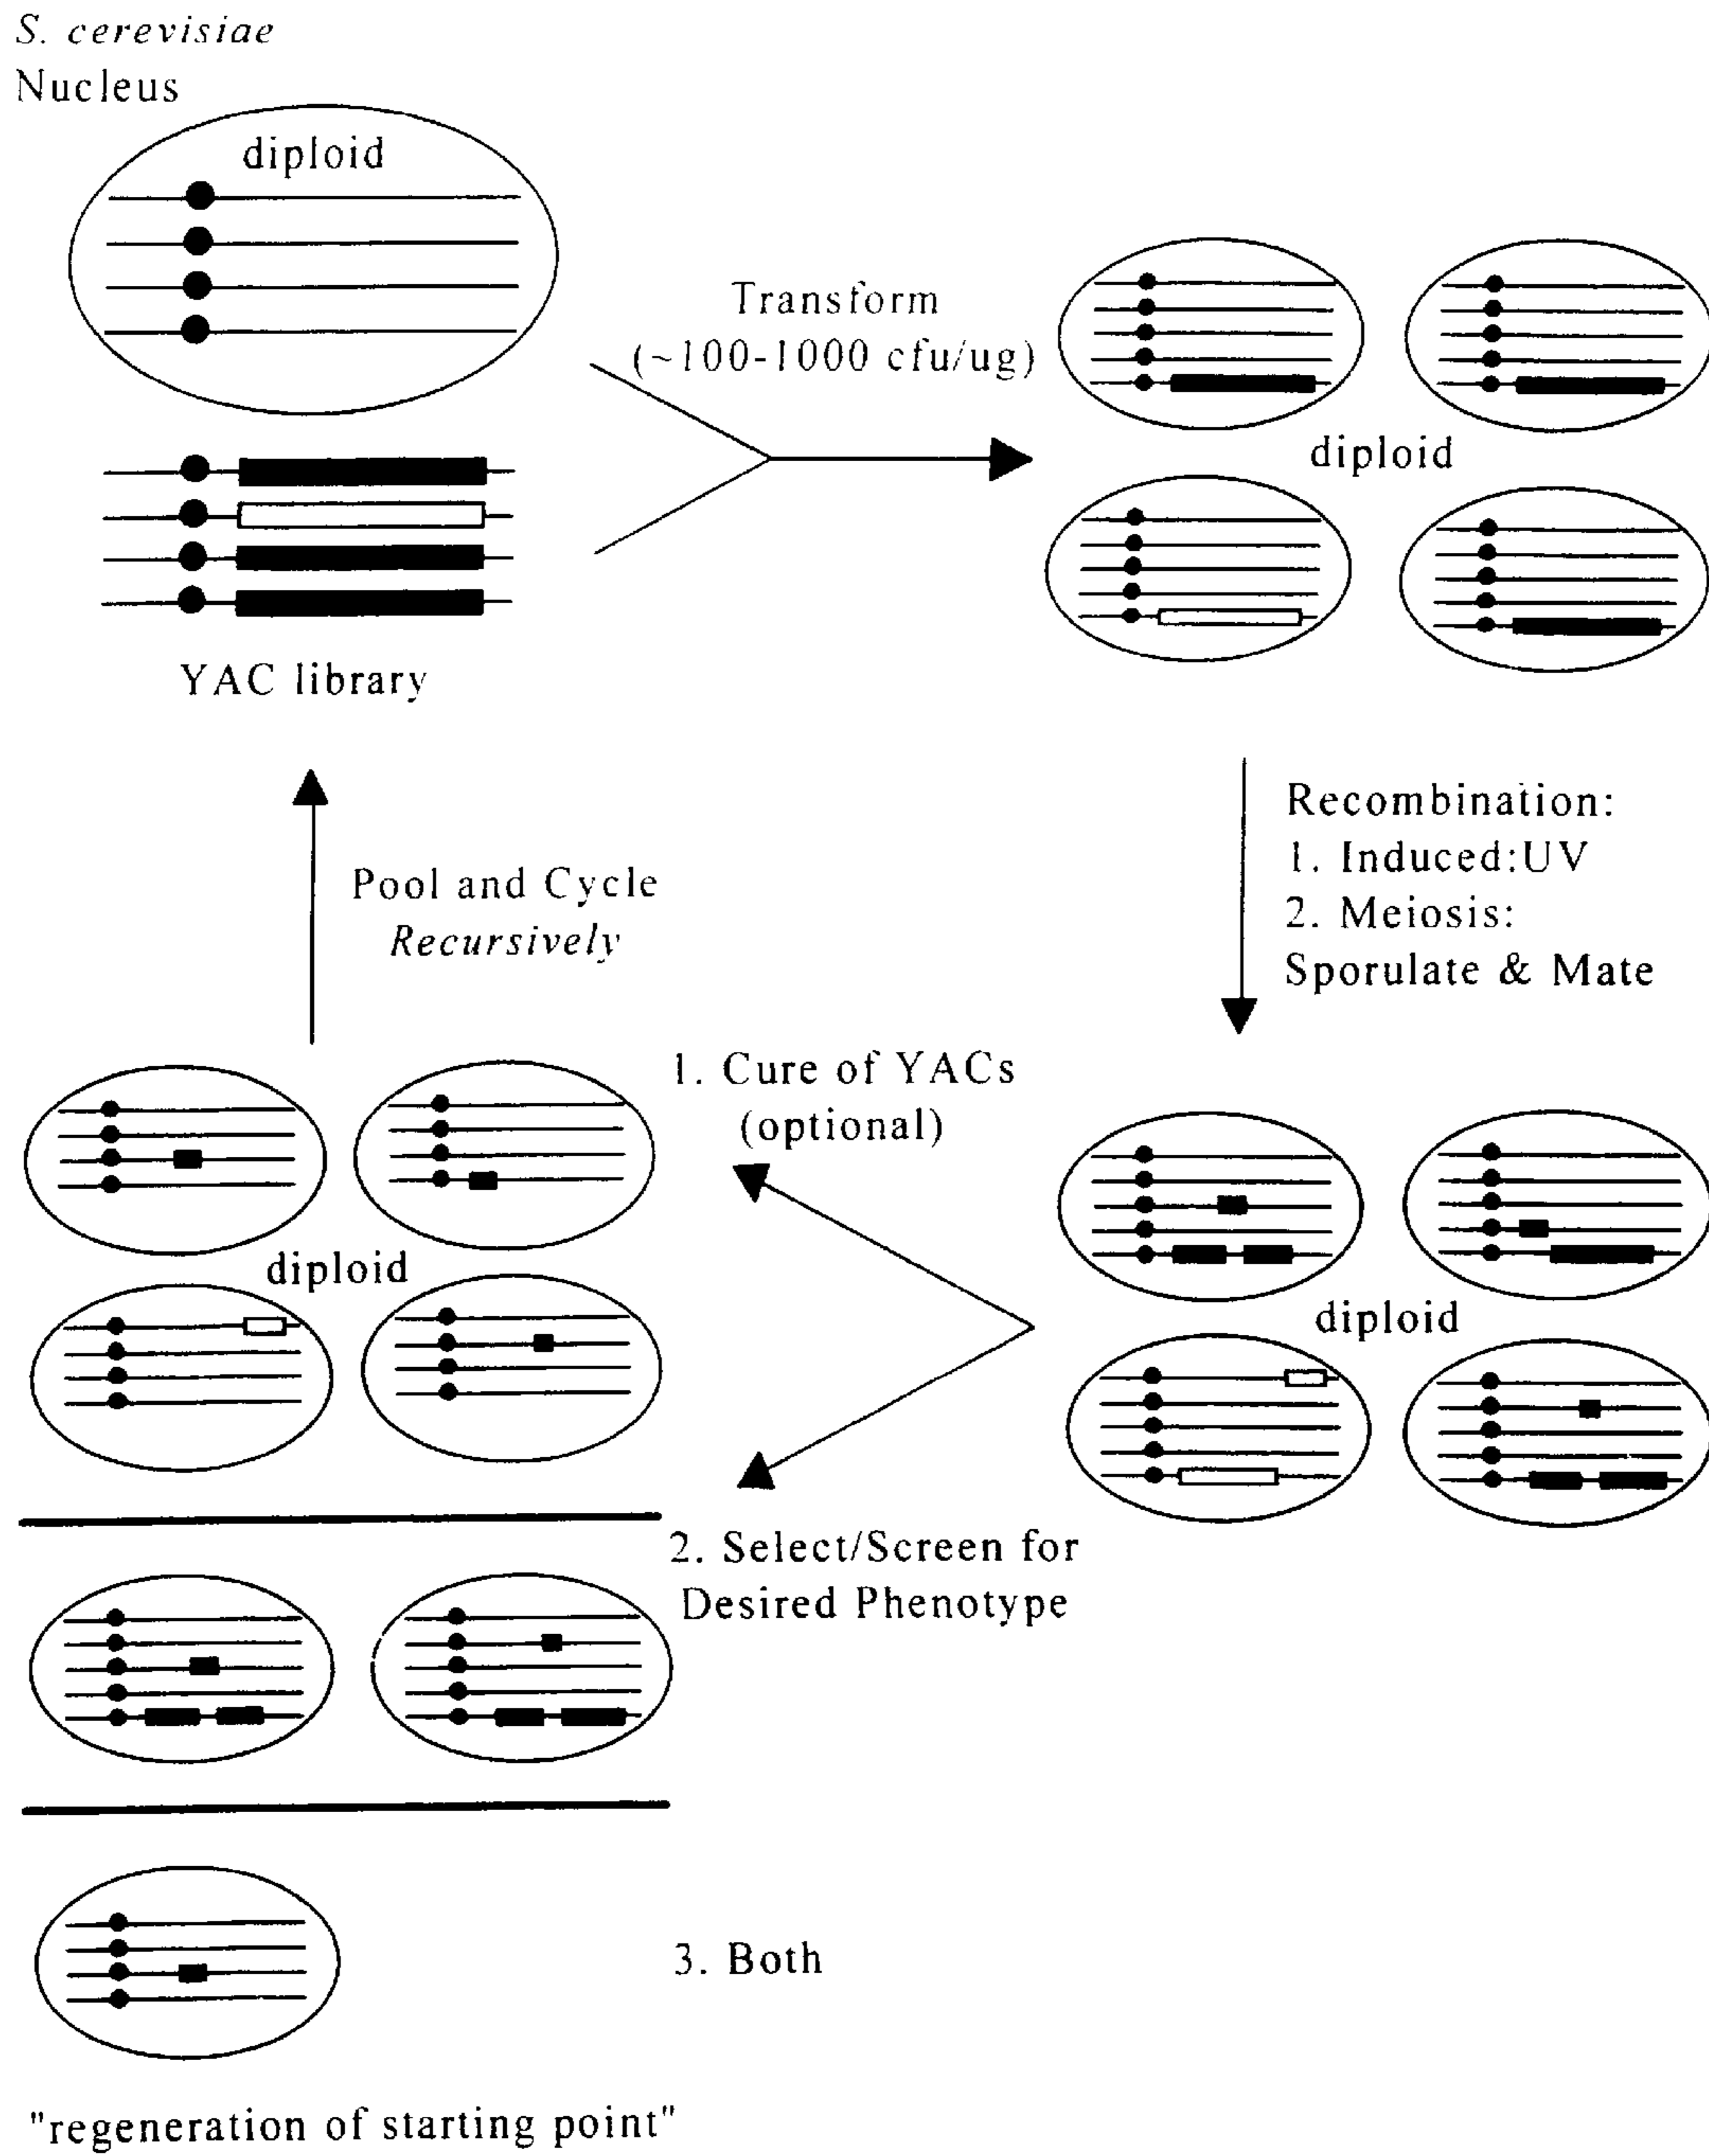 S. cerevisiae
Nucleus
diploid
YAC library
Transform
(~100-1000 cfu/ug)
diploid
Recombination:
1. Induced:UV
2. Meiosis:
Sporulate & Mate
Pool and Cycle
Recursively
1. Cure of YACs
(optional)
diploid
diploid
2. Select/Screen for
Desired Phenotype
3. Both
"regeneration of starting point"